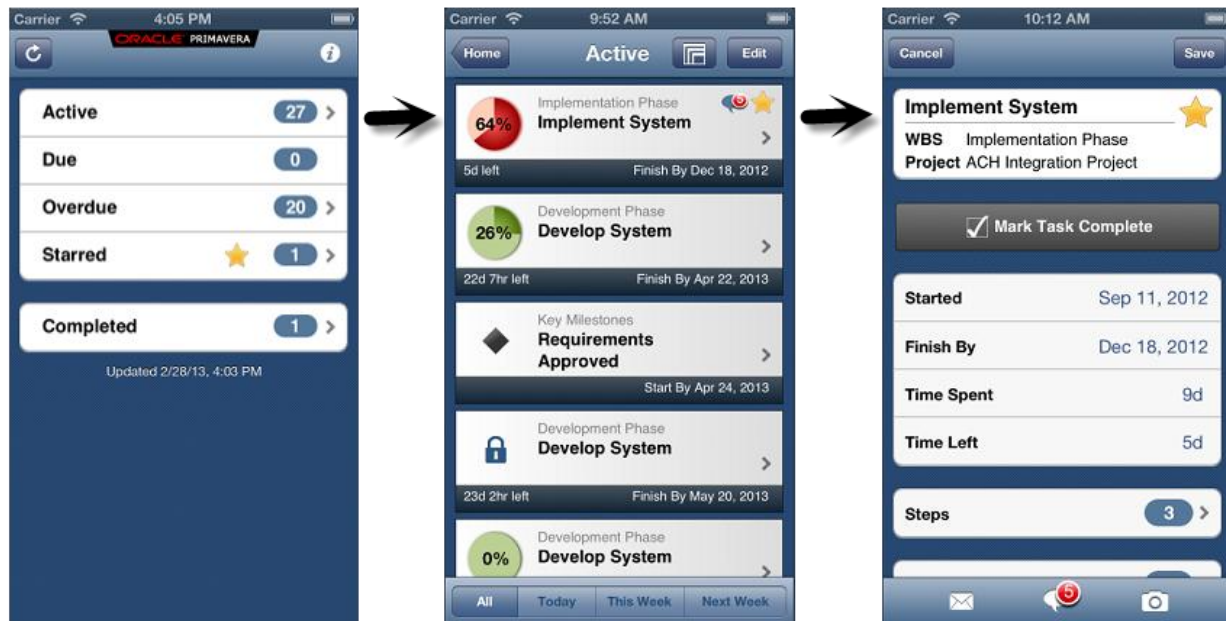 Carrier 4:05 PM
ORACLE PRIMAVERA
Active 27
Due 0
Overdue 20
Starred 1
Completed 1
Updated 2/28/13, 4:03 PM
Carrier 9:52 AM
Home Active Edit
Implementation Phase 5
64% Implement System
5d left Finish By Dec 18, 2012
Development Phase
26% Develop System
22d 7hr left Finish By Apr 22, 2013
Key Milestones
Requirements
Approved
Start By Apr 24, 2013
Development Phase
Develop System
23d 2hr left Finish By May 20, 2013
Development Phase
0% Develop System
All Today This Week Next Week
Carrier 10:12 AM
Cancel Save
Implement System
WBS Implementation Phase
Project ACH Integration Project
Mark Task Complete
Started Sep 11, 2012
Finish By Dec 18, 2012
Time Spent 9d
Time Left 5d
Steps 3
5